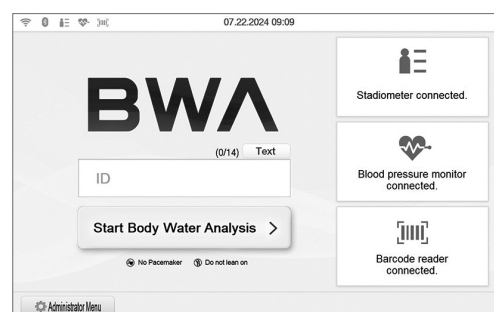 07.22.2024 09:09
BWA
(0/14) Text
ID
Start Body Water Analysis
No Pacemaker Do not lean on
Stadiometer connected.
Blood pressure monitor
connected.
Barcode reader
connected.
Administrator Menu